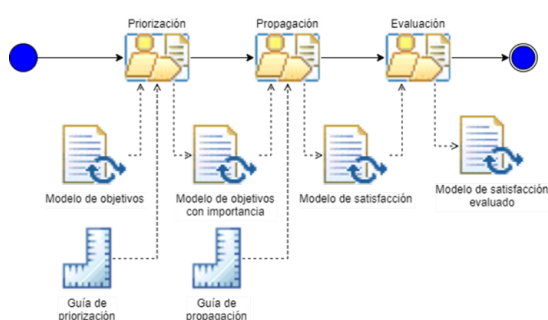 Priorización
Propagación
Evaluación
Modelo de objetivos
Modelo de objetivos
con importancia
Modelo de satisfacción
Modelo de satisfacción
evaluado
Guía de
priorización
Guía de
propagación